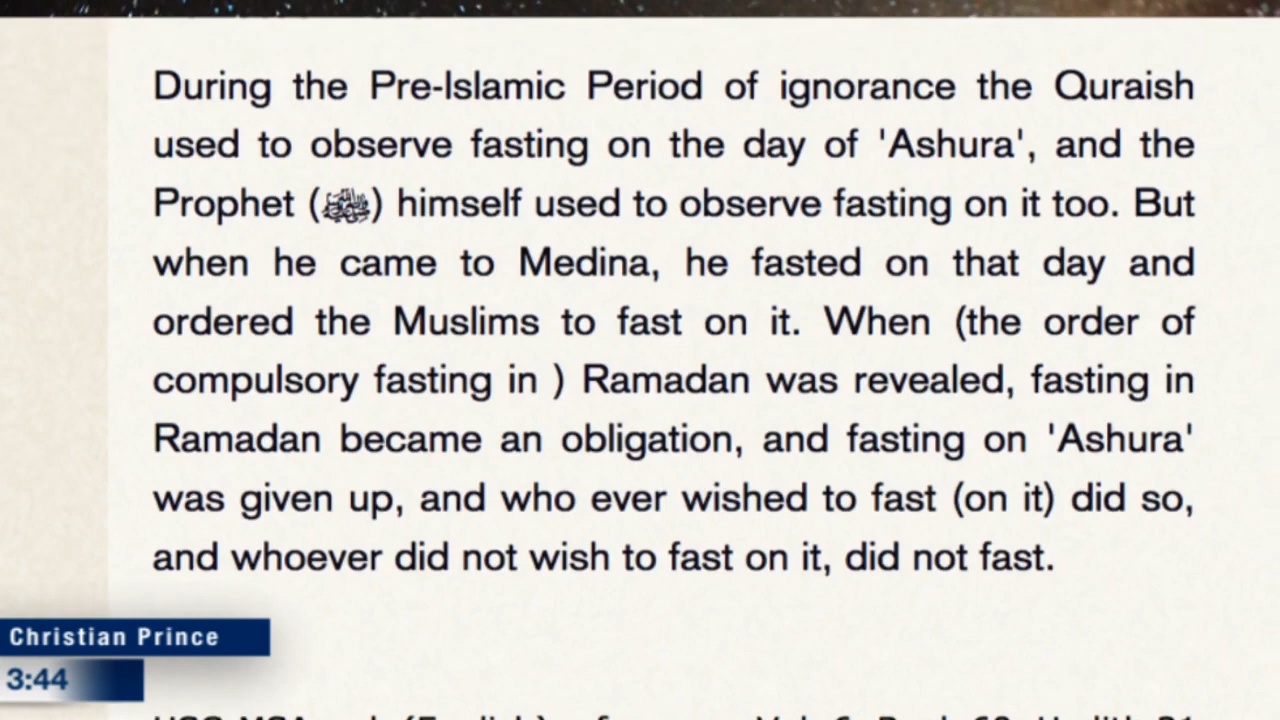 During the Pre-Islamic Period of ignorance the Quraish
used to observe fasting on the day of 'Ashura', and the
Prophet (ﷺ) himself used to observe fasting on it too. But
when he came to Medina, he fasted on that day and
ordered the Muslims to fast on it. When (the order of
compulsory fasting in ) Ramadan was revealed, fasting in
Ramadan became an obligation, and fasting on 'Ashura'
was given up, and who ever wished to fast (on it) did so,
and whoever did not wish to fast on it, did not fast.
Christian Prince
3:44